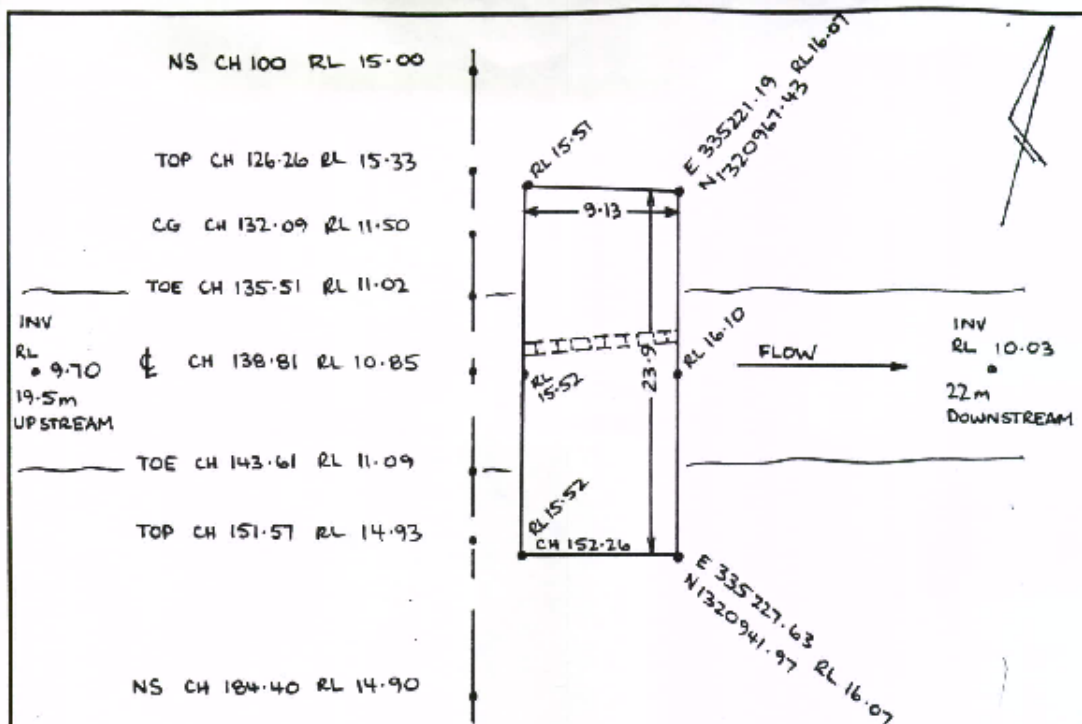 NS CH 100 RL 15.00
TOP CH 126.26 RL 15.33
CG CH 132.09 RL 11.50
TOE CH 135.51 RL 11.02
INV
RL
9.70
19.5m
UPSTREAM
℄ CH 138.81 RL 10.85
TOE CH 143.61 RL 11.09
TOP CH 151.57 RL 14.93
NS CH 184.40 RL 14.90
RL 15.51
E 335221.19 RL 16.07
N1320967.43
9.13
23.9
RL
15.52
RL 16.10
FLOW
INV
RL 10.03
22m
DOWNSTREAM
RL 15.52
CH 152.26
E 335227.63
N1320941.97 RL 16.07